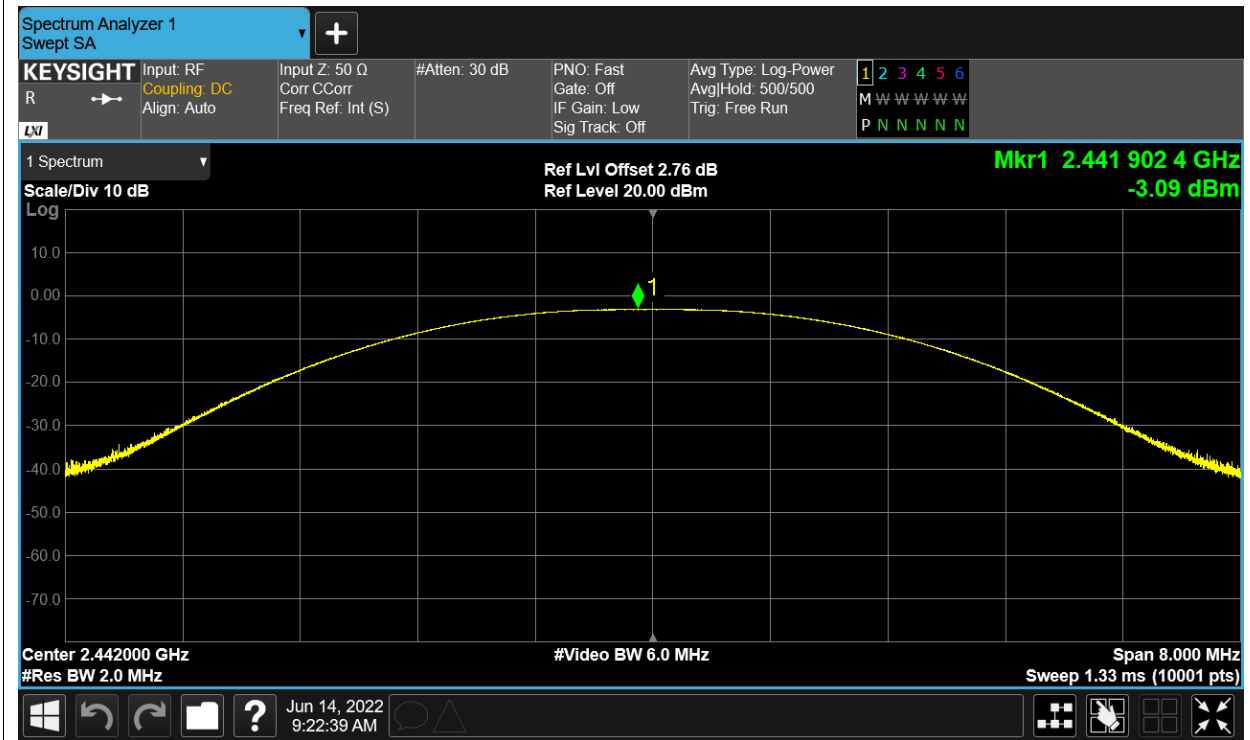 Spectrum Analyzer 1
Swept SA
KEYSIGHT
R
LXI
Input: RF
Coupling: DC
Align: Auto
Input Z: 50 Ω
Corr CCorr
Freq Ref: Int (S)
#Atten: 30 dB
PNO: Fast
Gate: Off
IF Gain: Low
Sig Track: Off
Avg Type: Log-Power
Avg|Hold: 500/500
Trig: Free Run
1 2 3 4 5 6
M W W W W W
P N N N N N
1 Spectrum
Scale/Div 10 dB
Log
Ref Lvl Offset 2.76 dB
Ref Level 20.00 dBm
Mkr1 2.441 902 4 GHz
-3.09 dBm
10.0
0.00
-10.0
-20.0
-30.0
-40.0
-50.0
-60.0
-70.0
1
Center 2.442000 GHz
#Res BW 2.0 MHz
#Video BW 6.0 MHz
Span 8.000 MHz
Sweep 1.33 ms (10001 pts)
?
Jun 14, 2022
9:22:39 AM